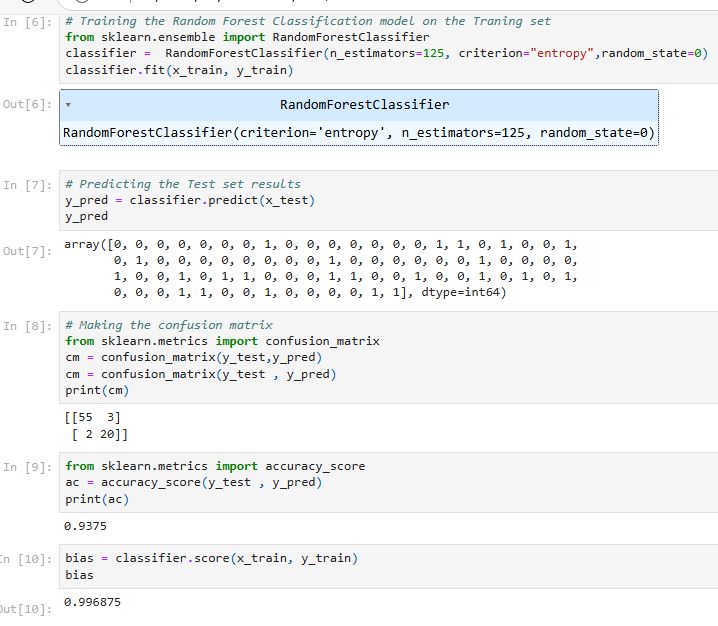 In [6]:
# Training the Random Forest Classification model on the Traning set
from sklearn.ensemble import RandomForestClassifier
classifier =  RandomForestClassifier(n_estimators=125, criterion="entropy",random_state=0)
classifier.fit(x_train, y_train)
Out[6]:
RandomForestClassifier
RandomForestClassifier(criterion='entropy', n_estimators=125, random_state=0)
In [7]:
# Predicting the Test set results
y_pred = classifier.predict(x_test)
y_pred
Out[7]:
array([0, 0, 0, 0, 0, 0, 0, 1, 0, 0, 0, 0, 0, 0, 0, 1, 1, 0, 1, 0, 0, 1,
0, 1, 0, 0, 0, 0, 0, 0, 0, 0, 1, 0, 0, 0, 0, 0, 0, 1, 0, 0, 0, 0,
1, 0, 0, 1, 0, 1, 1, 0, 0, 0, 1, 1, 0, 0, 1, 0, 0, 1, 0, 1, 0, 1,
0, 0, 0, 1, 1, 0, 0, 1, 0, 0, 0, 0, 1, 1], dtype=int64)
In [8]:
# Making the confusion matrix
from sklearn.metrics import confusion_matrix
cm = confusion_matrix(y_test,y_pred)
cm = confusion_matrix(y_test , y_pred)
print(cm)
[[55  3]
[ 2 20]]
In [9]:
from sklearn.metrics import accuracy_score
ac = accuracy_score(y_test , y_pred)
print(ac)
0.9375
In [10]:
bias = classifier.score(x_train, y_train)
bias
Out[10]:
0.996875